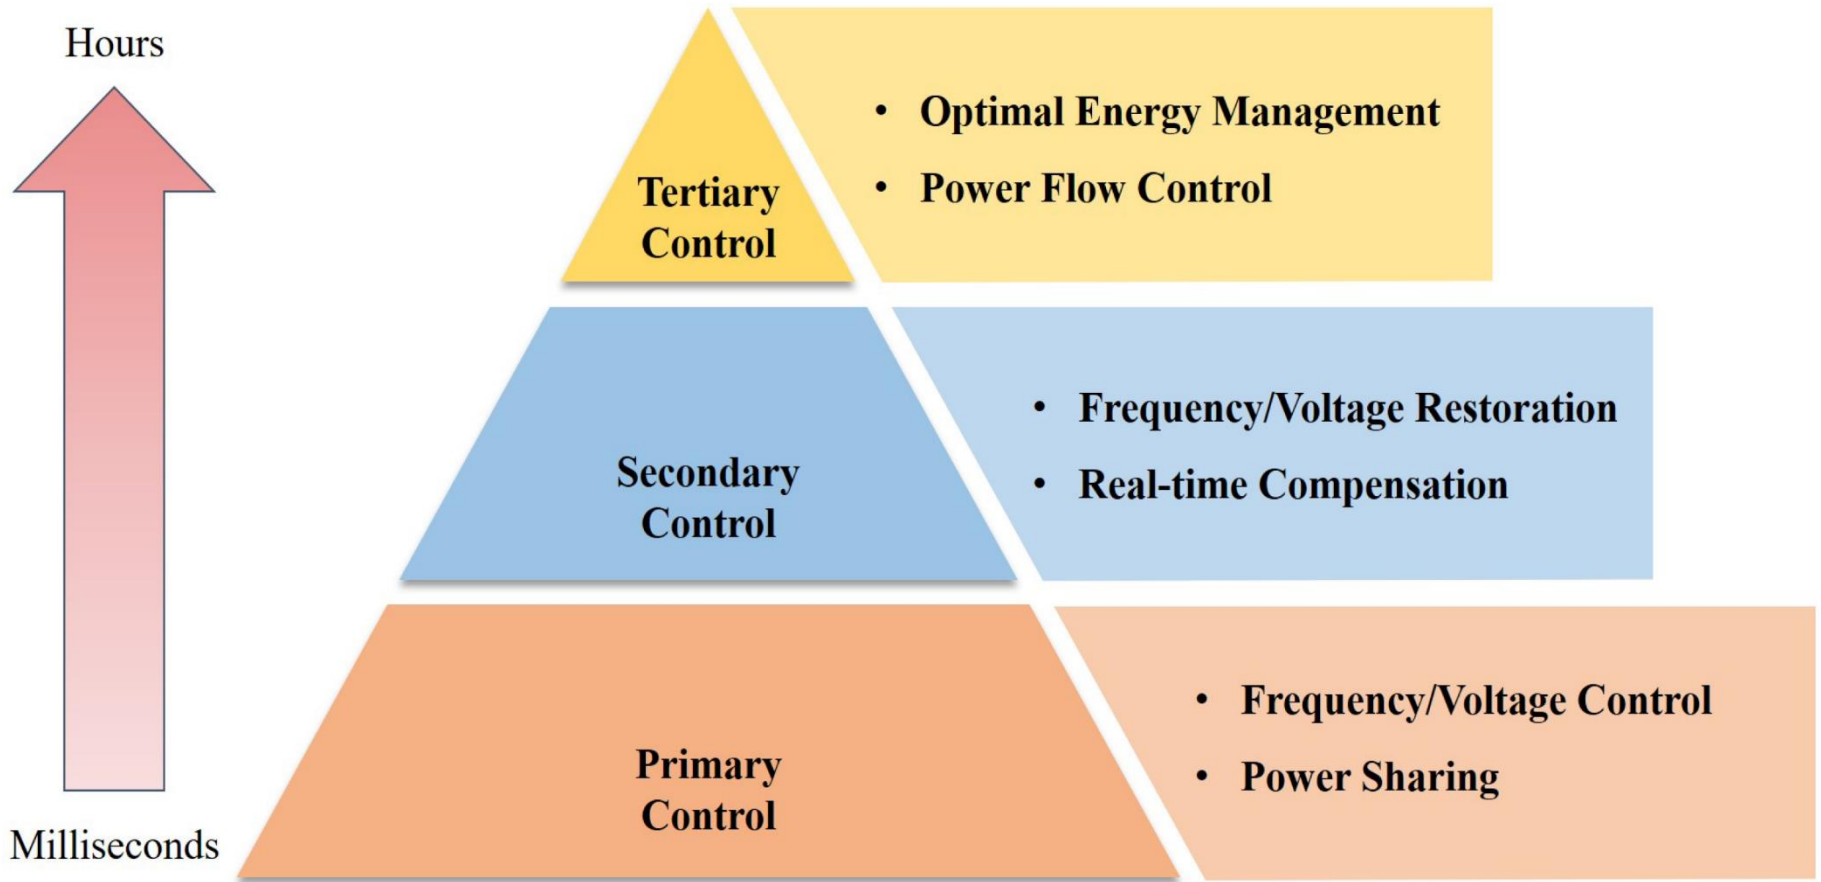 Hours
Tertiary
Control
• Optimal Energy Management
• Power Flow Control
Secondary
Control
• Frequency/Voltage Restoration
• Real-time Compensation
Primary
Control
• Frequency/Voltage Control
• Power Sharing
Milliseconds